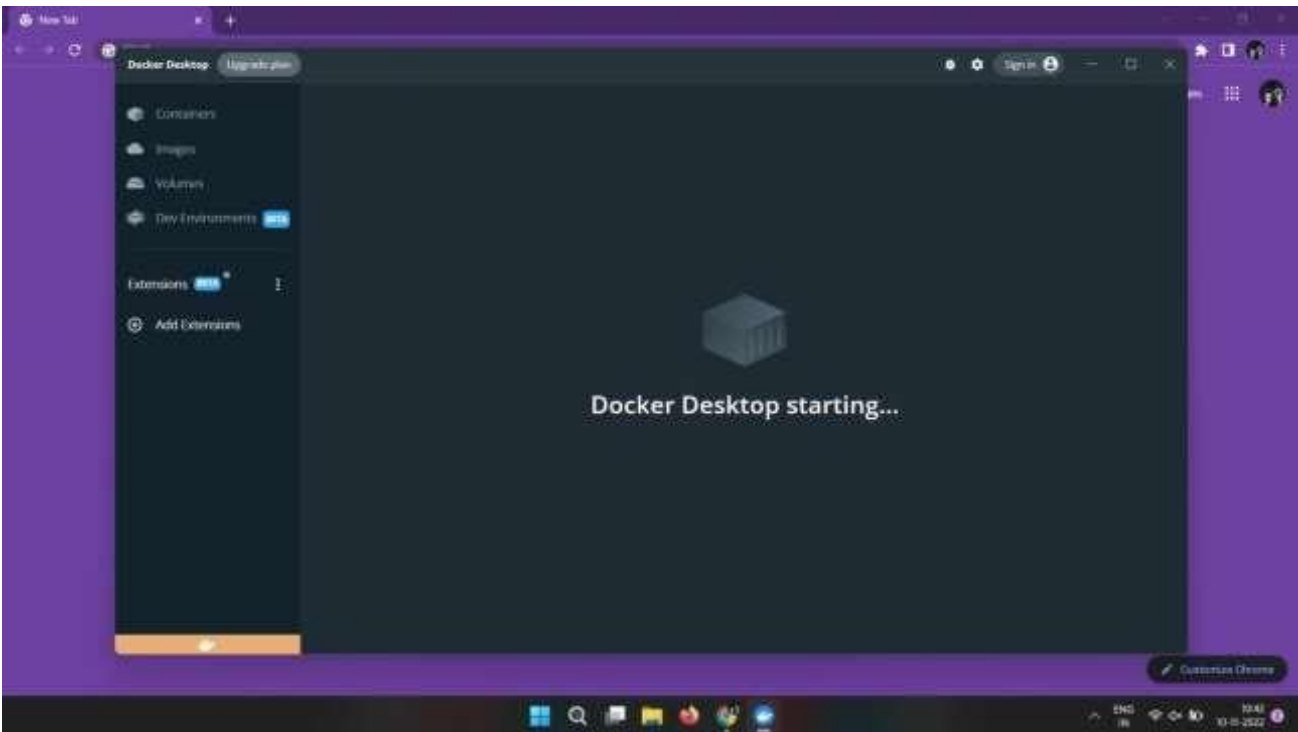 New Tab
Docker Desktop Upgrade plan
Sign in
Containers
Images
Volumes
Dev Environments BETA
Extensions BETA
Add Extensions
Docker Desktop starting...
Customize Chrome
ENG
IN
10:42
10-11-2022